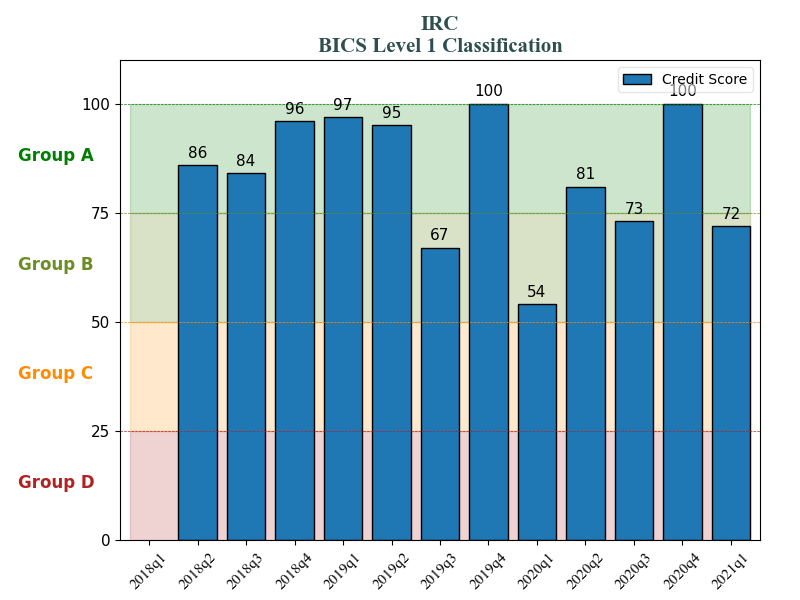 IRC
BICS Level 1 Classification
Credit Score
100
75
50
25
0
Group A
Group B
Group C
Group D
86
84
96
97
95
67
100
54
81
73
100
72
2018q1
2018q2
2018q3
2018q4
2019q1
2019q2
2019q3
2019q4
2020q1
2020q2
2020q3
2020q4
2021q1